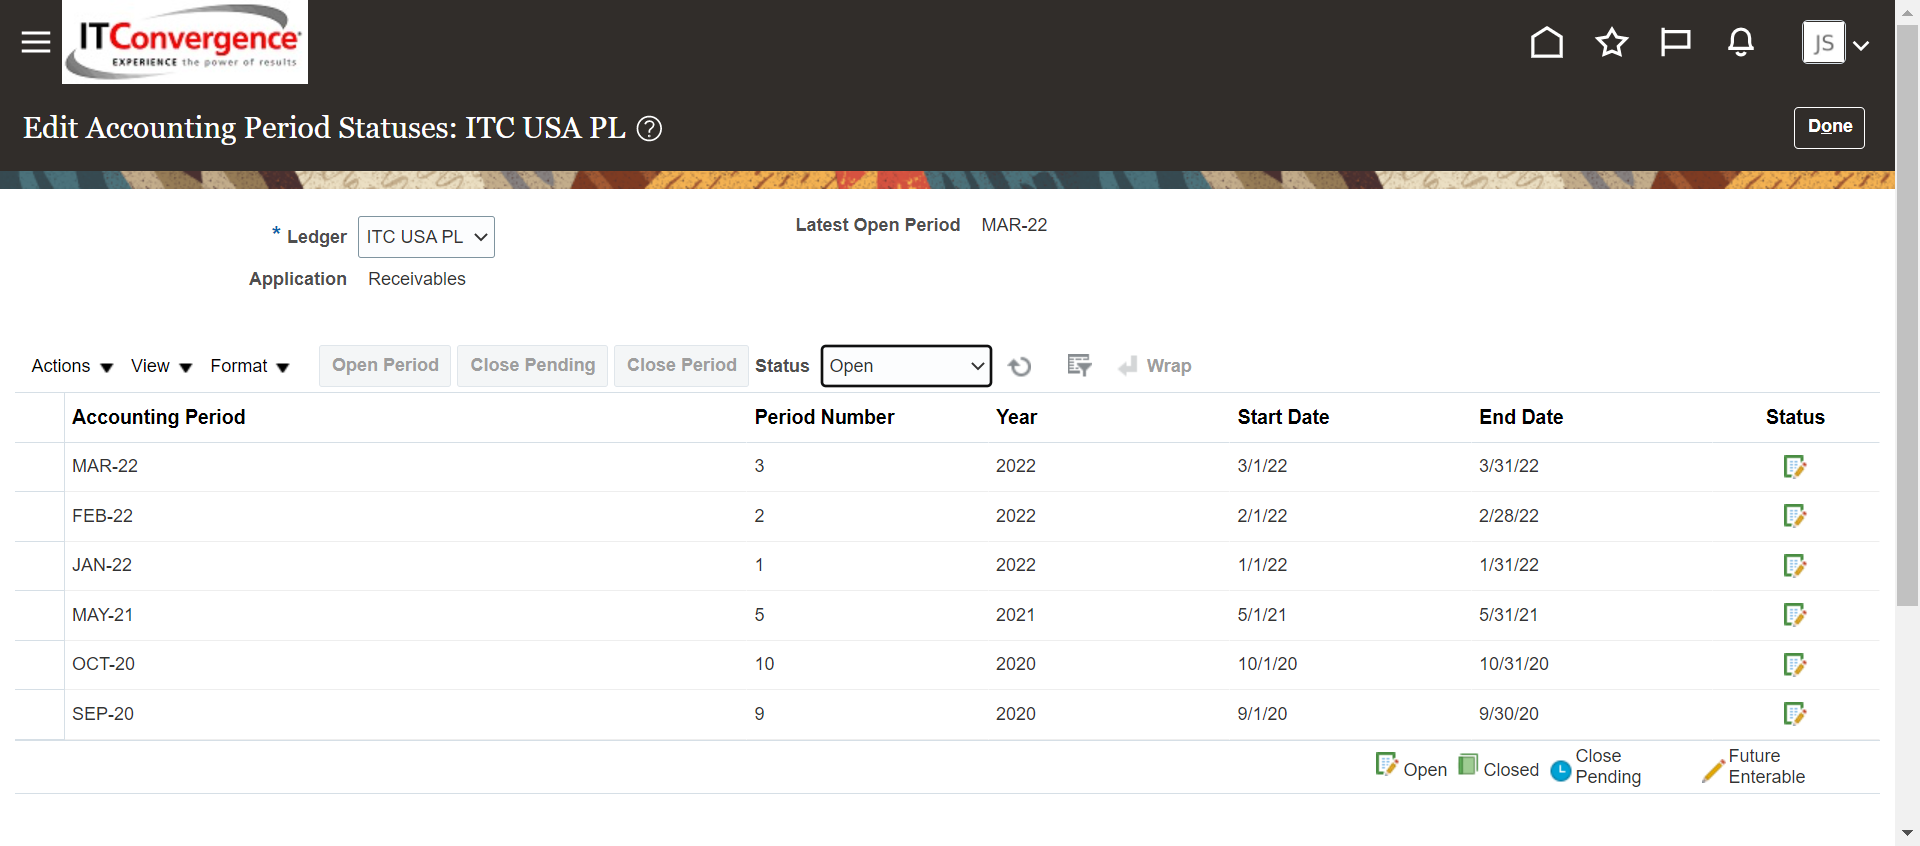 ITConvergence
EXPERIENCE the power of results
JS
Edit Accounting Period Statuses: ITC USA PL ?
Done
* Ledger ITC USA PL
Latest Open Period MAR-22
Application Receivables
Actions View Format Open Period Close Pending Close Period Status Open Wrap
Accounting Period Period Number Year Start Date End Date Status
MAR-22 3 2022 3/1/22 3/31/22
FEB-22 2 2022 2/1/22 2/28/22
JAN-22 1 2022 1/1/22 1/31/22
MAY-21 5 2021 5/1/21 5/31/21
OCT-20 10 2020 10/1/20 10/31/20
SEP-20 9 2020 9/1/20 9/30/20
Open Closed Close Pending Future Enterable